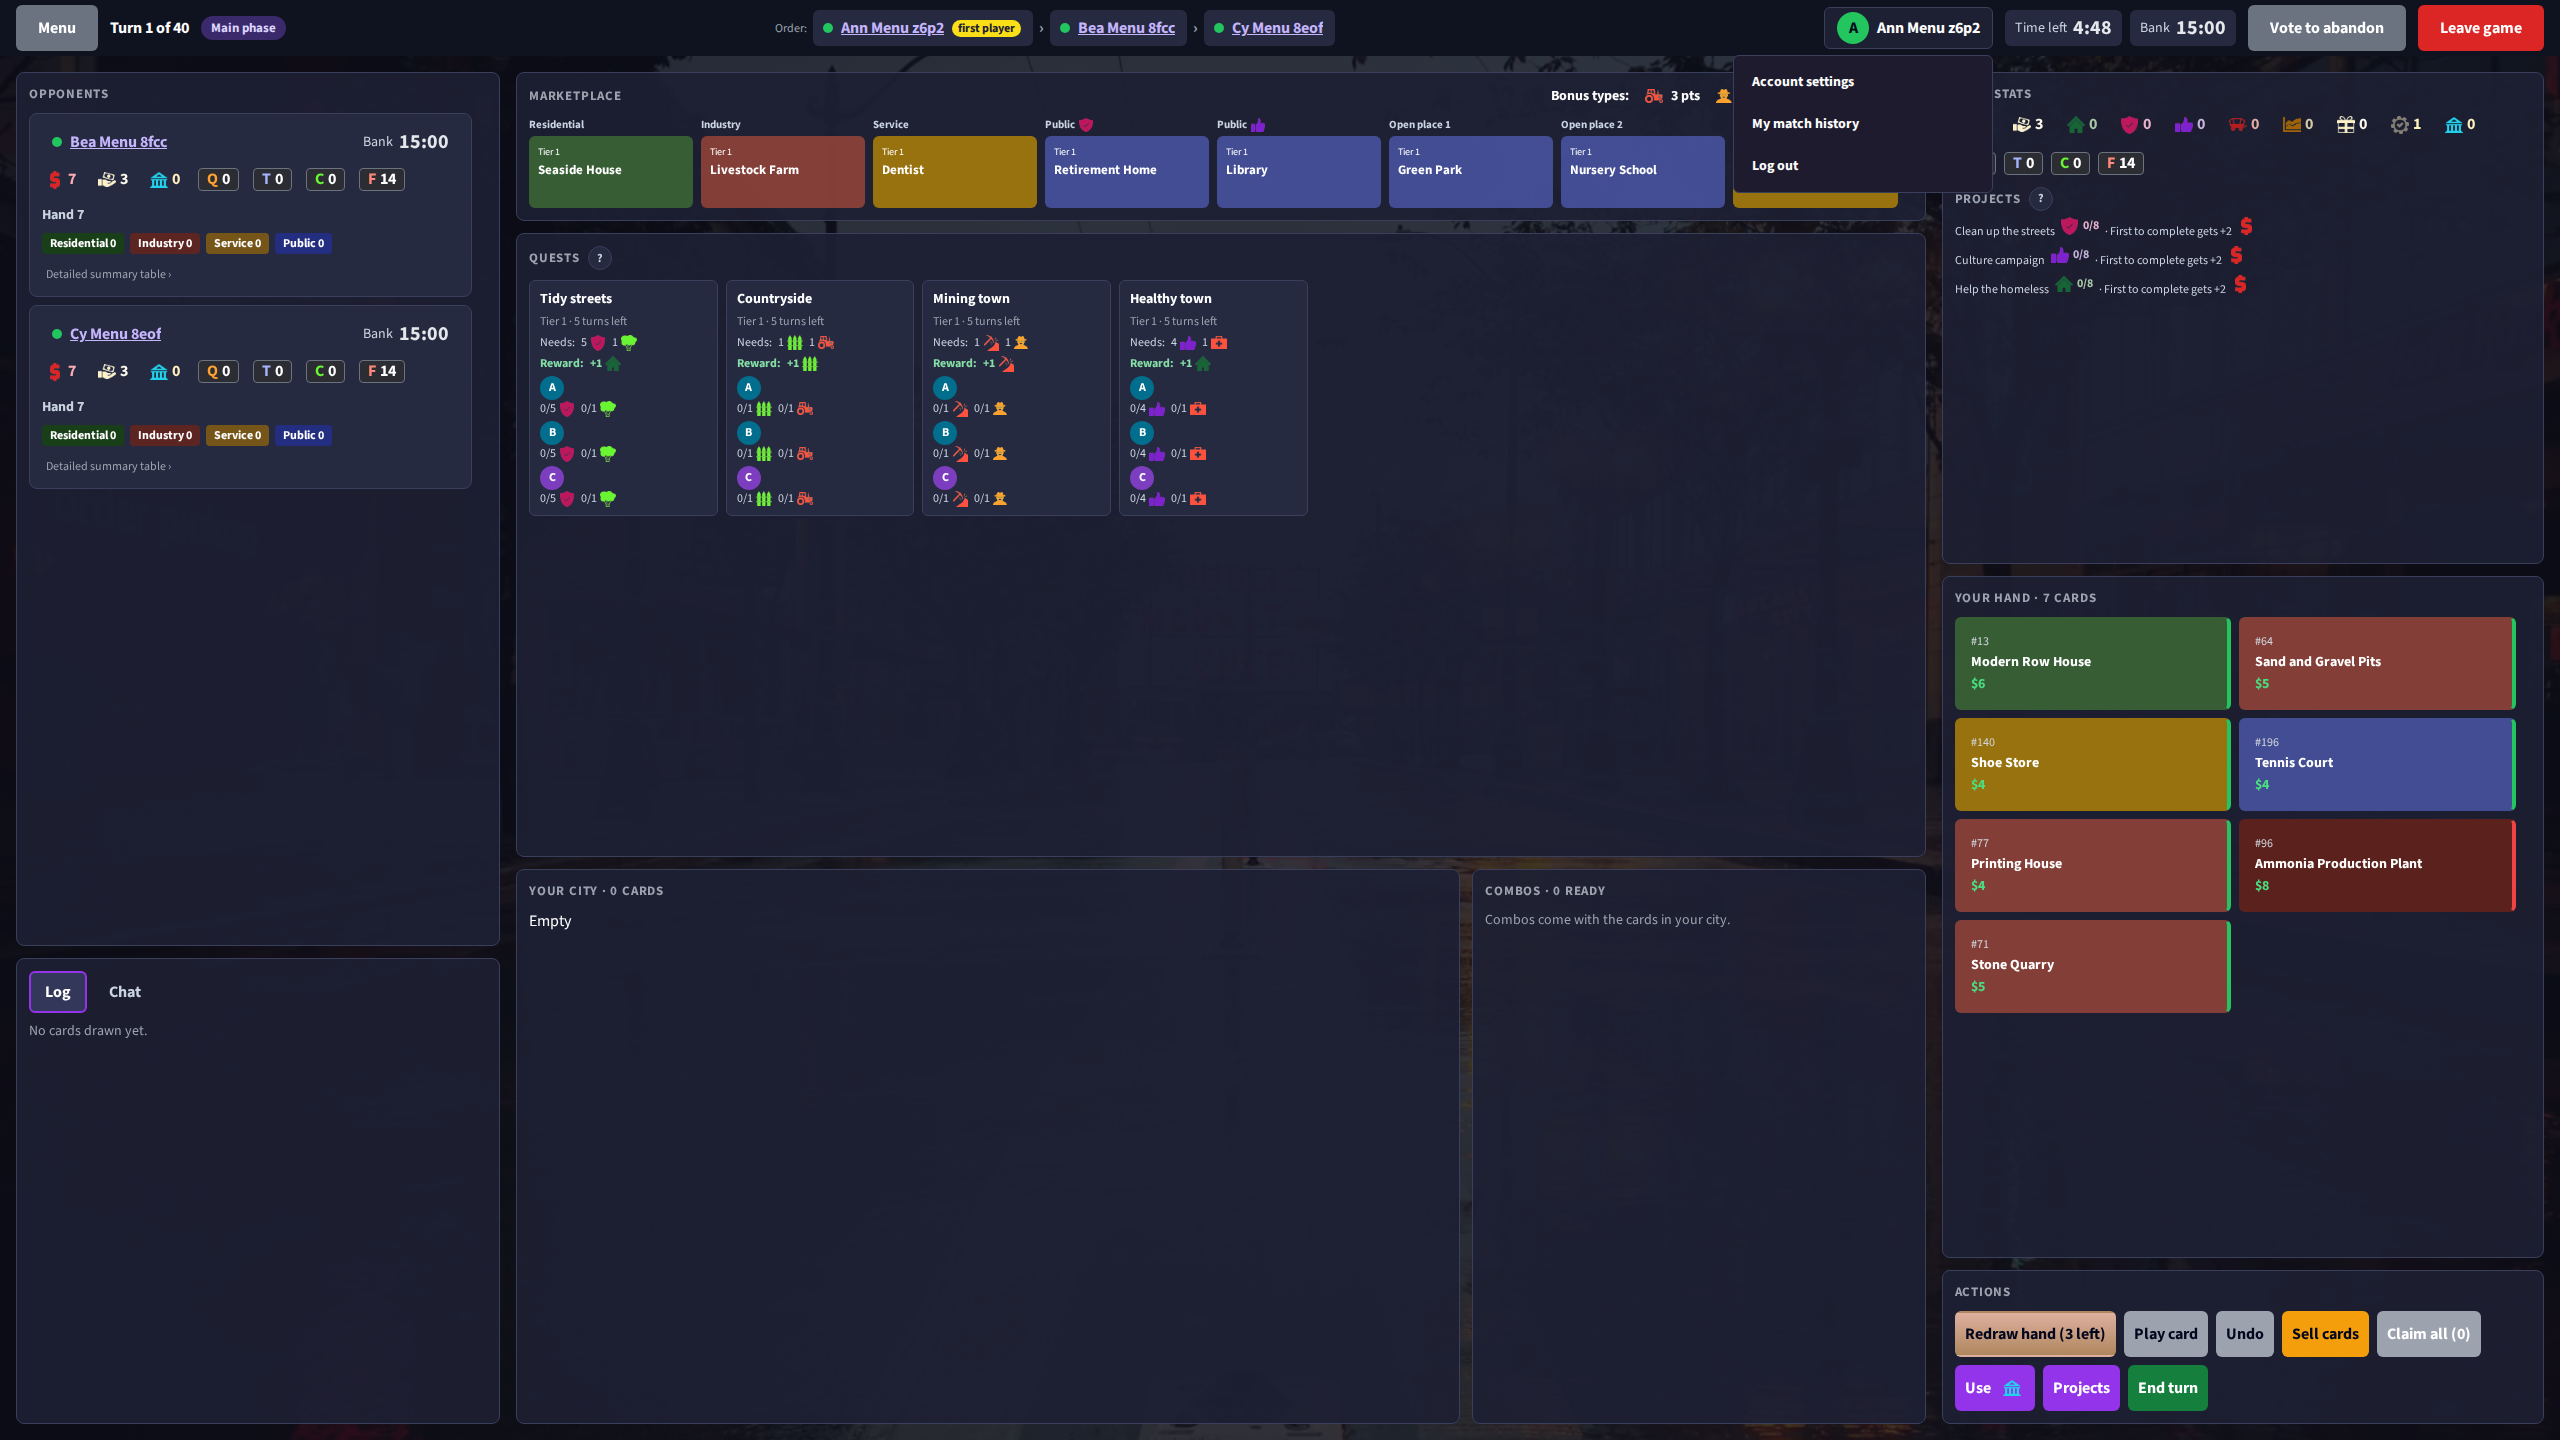 Menu
Turn 1 of 40
Main phase
Order:
Ann Menu z6p2
first player
›
Bea Menu 8fcc
›
Cy Menu 8eof
A
Ann Menu z6p2
Time left 4:48
Bank 15:00
Vote to abandon
Leave game
Account settings
My match history
Log out
OPPONENTS
Bea Menu 8fcc
Bank 15:00
7 3 0 Q 0 T 0 C 0 F 14
Hand 7
Residential 0 Industry 0 Service 0 Public 0
Detailed summary table ›
Cy Menu 8eof
Bank 15:00
7 3 0 Q 0 T 0 C 0 F 14
Hand 7
Residential 0 Industry 0 Service 0 Public 0
Detailed summary table ›
Log
Chat
No cards drawn yet.
MARKETPLACE
Bonus types: 3 pts
Residential
Tier 1
Seaside House
Industry
Tier 1
Livestock Farm
Service
Tier 1
Dentist
Public
Tier 1
Retirement Home
Public
Tier 1
Library
Open place 1
Tier 1
Green Park
Open place 2
Tier 1
Nursery School
QUESTS ?
Tidy streets
Tier 1 · 5 turns left
Needs: 5 1
Reward: +1
A
0/5 0/1
B
0/5 0/1
C
0/5 0/1
Countryside
Tier 1 · 5 turns left
Needs: 1 1
Reward: +1
A
0/1 0/1
B
0/1 0/1
C
0/1 0/1
Mining town
Tier 1 · 5 turns left
Needs: 1 1
Reward: +1
A
0/1 0/1
B
0/1 0/1
C
0/1 0/1
Healthy town
Tier 1 · 5 turns left
Needs: 4 1
Reward: +1
A
0/4 0/1
B
0/4 0/1
C
0/4 0/1
YOUR CITY · 0 CARDS
Empty
COMBOS · 0 READY
Combos come with the cards in your city.
STATS
3 0 0 0 0 0 0 1 0
T 0 C 0 F 14
PROJECTS ?
Clean up the streets 0/8 · First to complete gets +2
Culture campaign 0/8 · First to complete gets +2
Help the homeless 0/8 · First to complete gets +2
YOUR HAND · 7 CARDS
#13
Modern Row House
$6
#64
Sand and Gravel Pits
$5
#140
Shoe Store
$4
#196
Tennis Court
$4
#77
Printing House
$4
#96
Ammonia Production Plant
$8
#71
Stone Quarry
$5
ACTIONS
Redraw hand (3 left)
Play card
Undo
Sell cards
Claim all (0)
Use
Projects
End turn